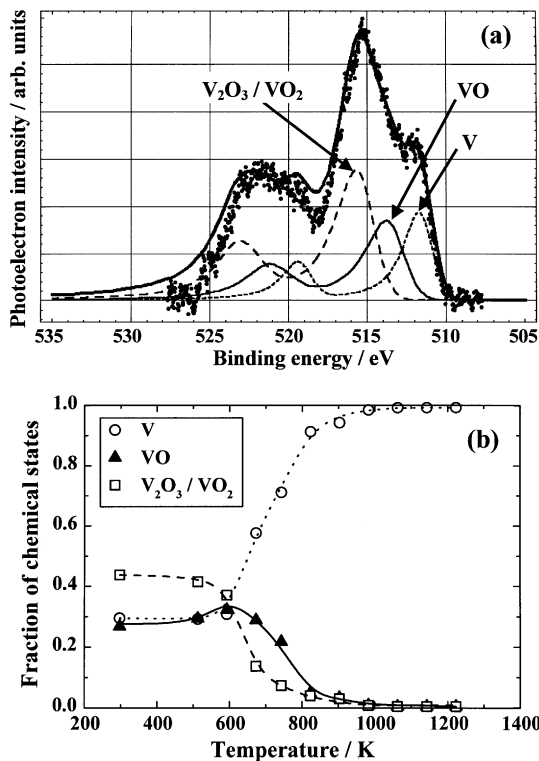 (a)
V₂O₃ / VO₂
VO
V
Photoelectron intensity / arb. units
535 530 525 520 515 510 505
Binding energy / eV
(b)
V
VO
V₂O₃ / VO₂
Fraction of chemical states
1.0
0.8
0.6
0.4
0.2
0.0
200 400 600 800 1000 1200 1400
Temperature / K